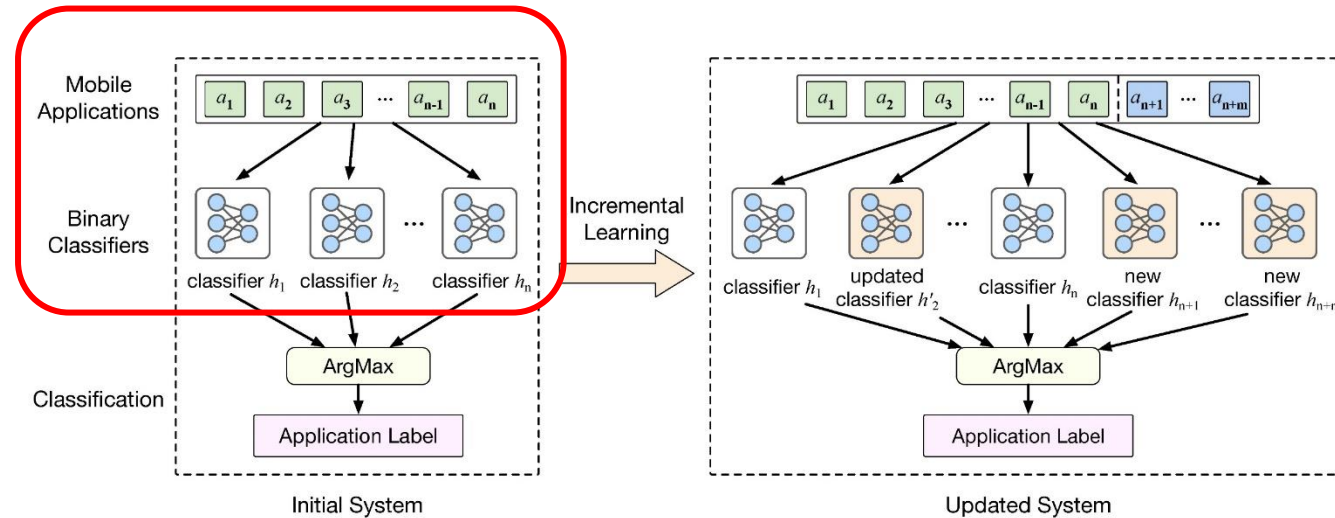 Mobile Applications
a1 a2 a3 ... an-1 an
Binary Classifiers
...
classifier h1 classifier h2 classifier hn
ArgMax
Classification
Application Label
Initial System
Incremental Learning
a1 a2 a3 ... an-1 an an+1 ... an+m
... ...
classifier h1 updated classifier h'2 classifier hn new classifier hn+1 new classifier
ArgMax
Application Label
Updated System